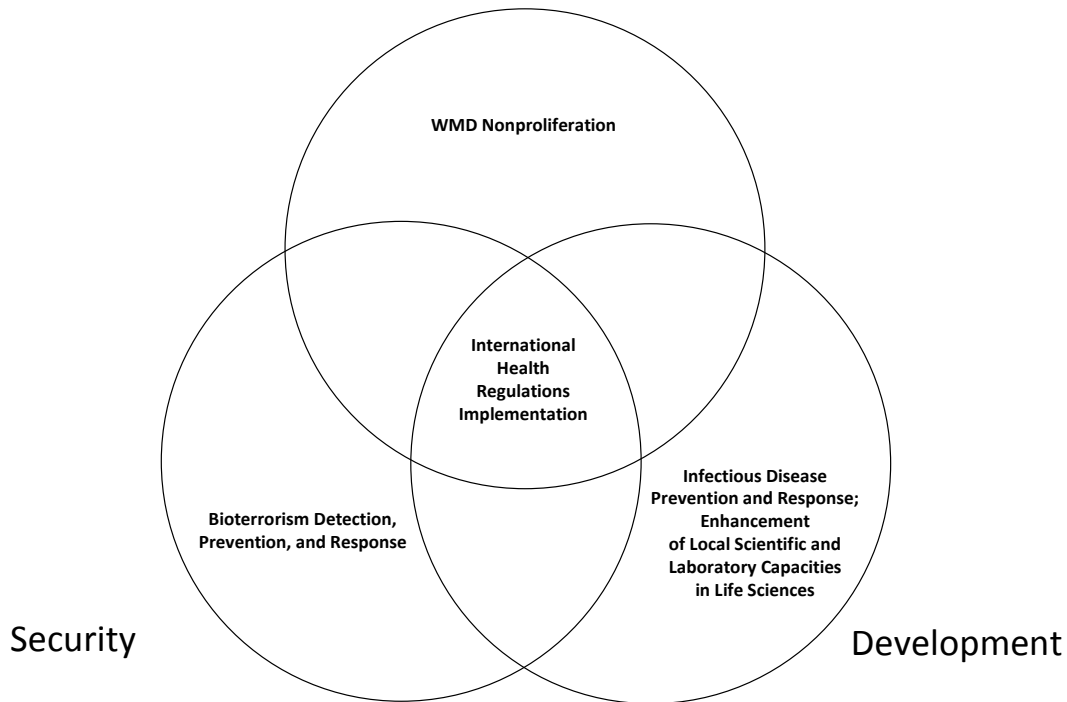 WMD Nonproliferation
International
Health
Regulations
Implementation
Bioterrorism Detection,
Prevention, and Response
Infectious Disease
Prevention and Response;
Enhancement
of Local Scientific and
Laboratory Capacities
in Life Sciences
Security
Development